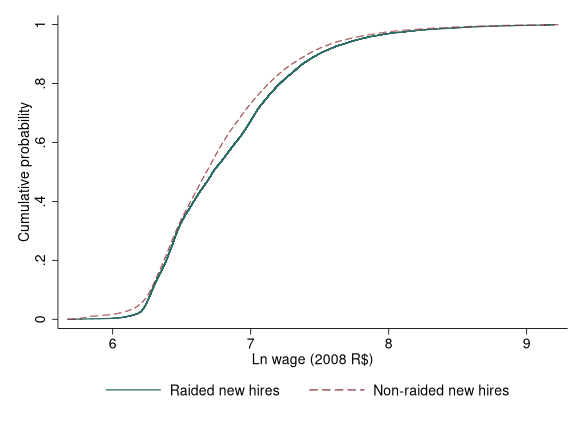 Cumulative probability
1
.8
.6
.4
.2
0
6 7 8 9
Ln wage (2008 R$)
Raided new hires Non-raided new hires